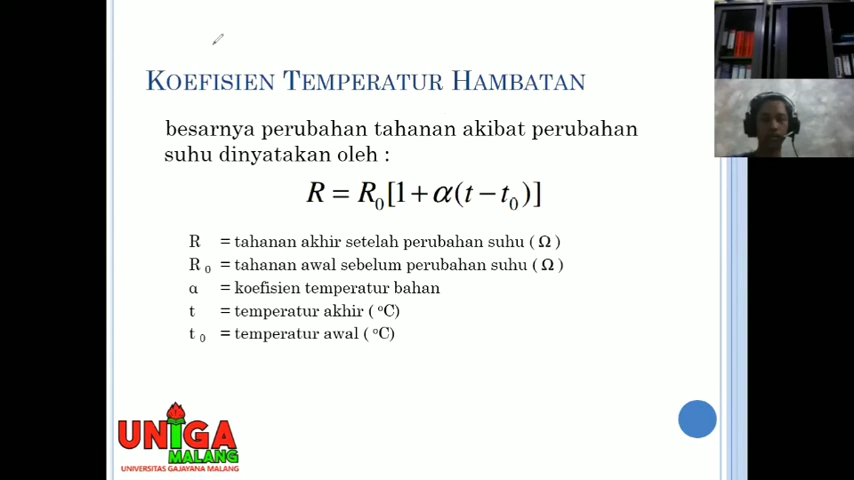 KOEFISIEN TEMPERATUR HAMBATAN
besarnya perubahan tahanan akibat perubahan
suhu dinyatakan oleh :
R = R₀[1+α(t−t₀)]
R = tahanan akhir setelah perubahan suhu ( Ω )
R ₀ = tahanan awal sebelum perubahan suhu ( Ω )
α = koefisien temperatur bahan
t = temperatur akhir ( ᵒC)
t ₀ = temperatur awal ( ᵒC)
UNIGA
MALANG
UNIVERSITAS GAJAYANA MALANG